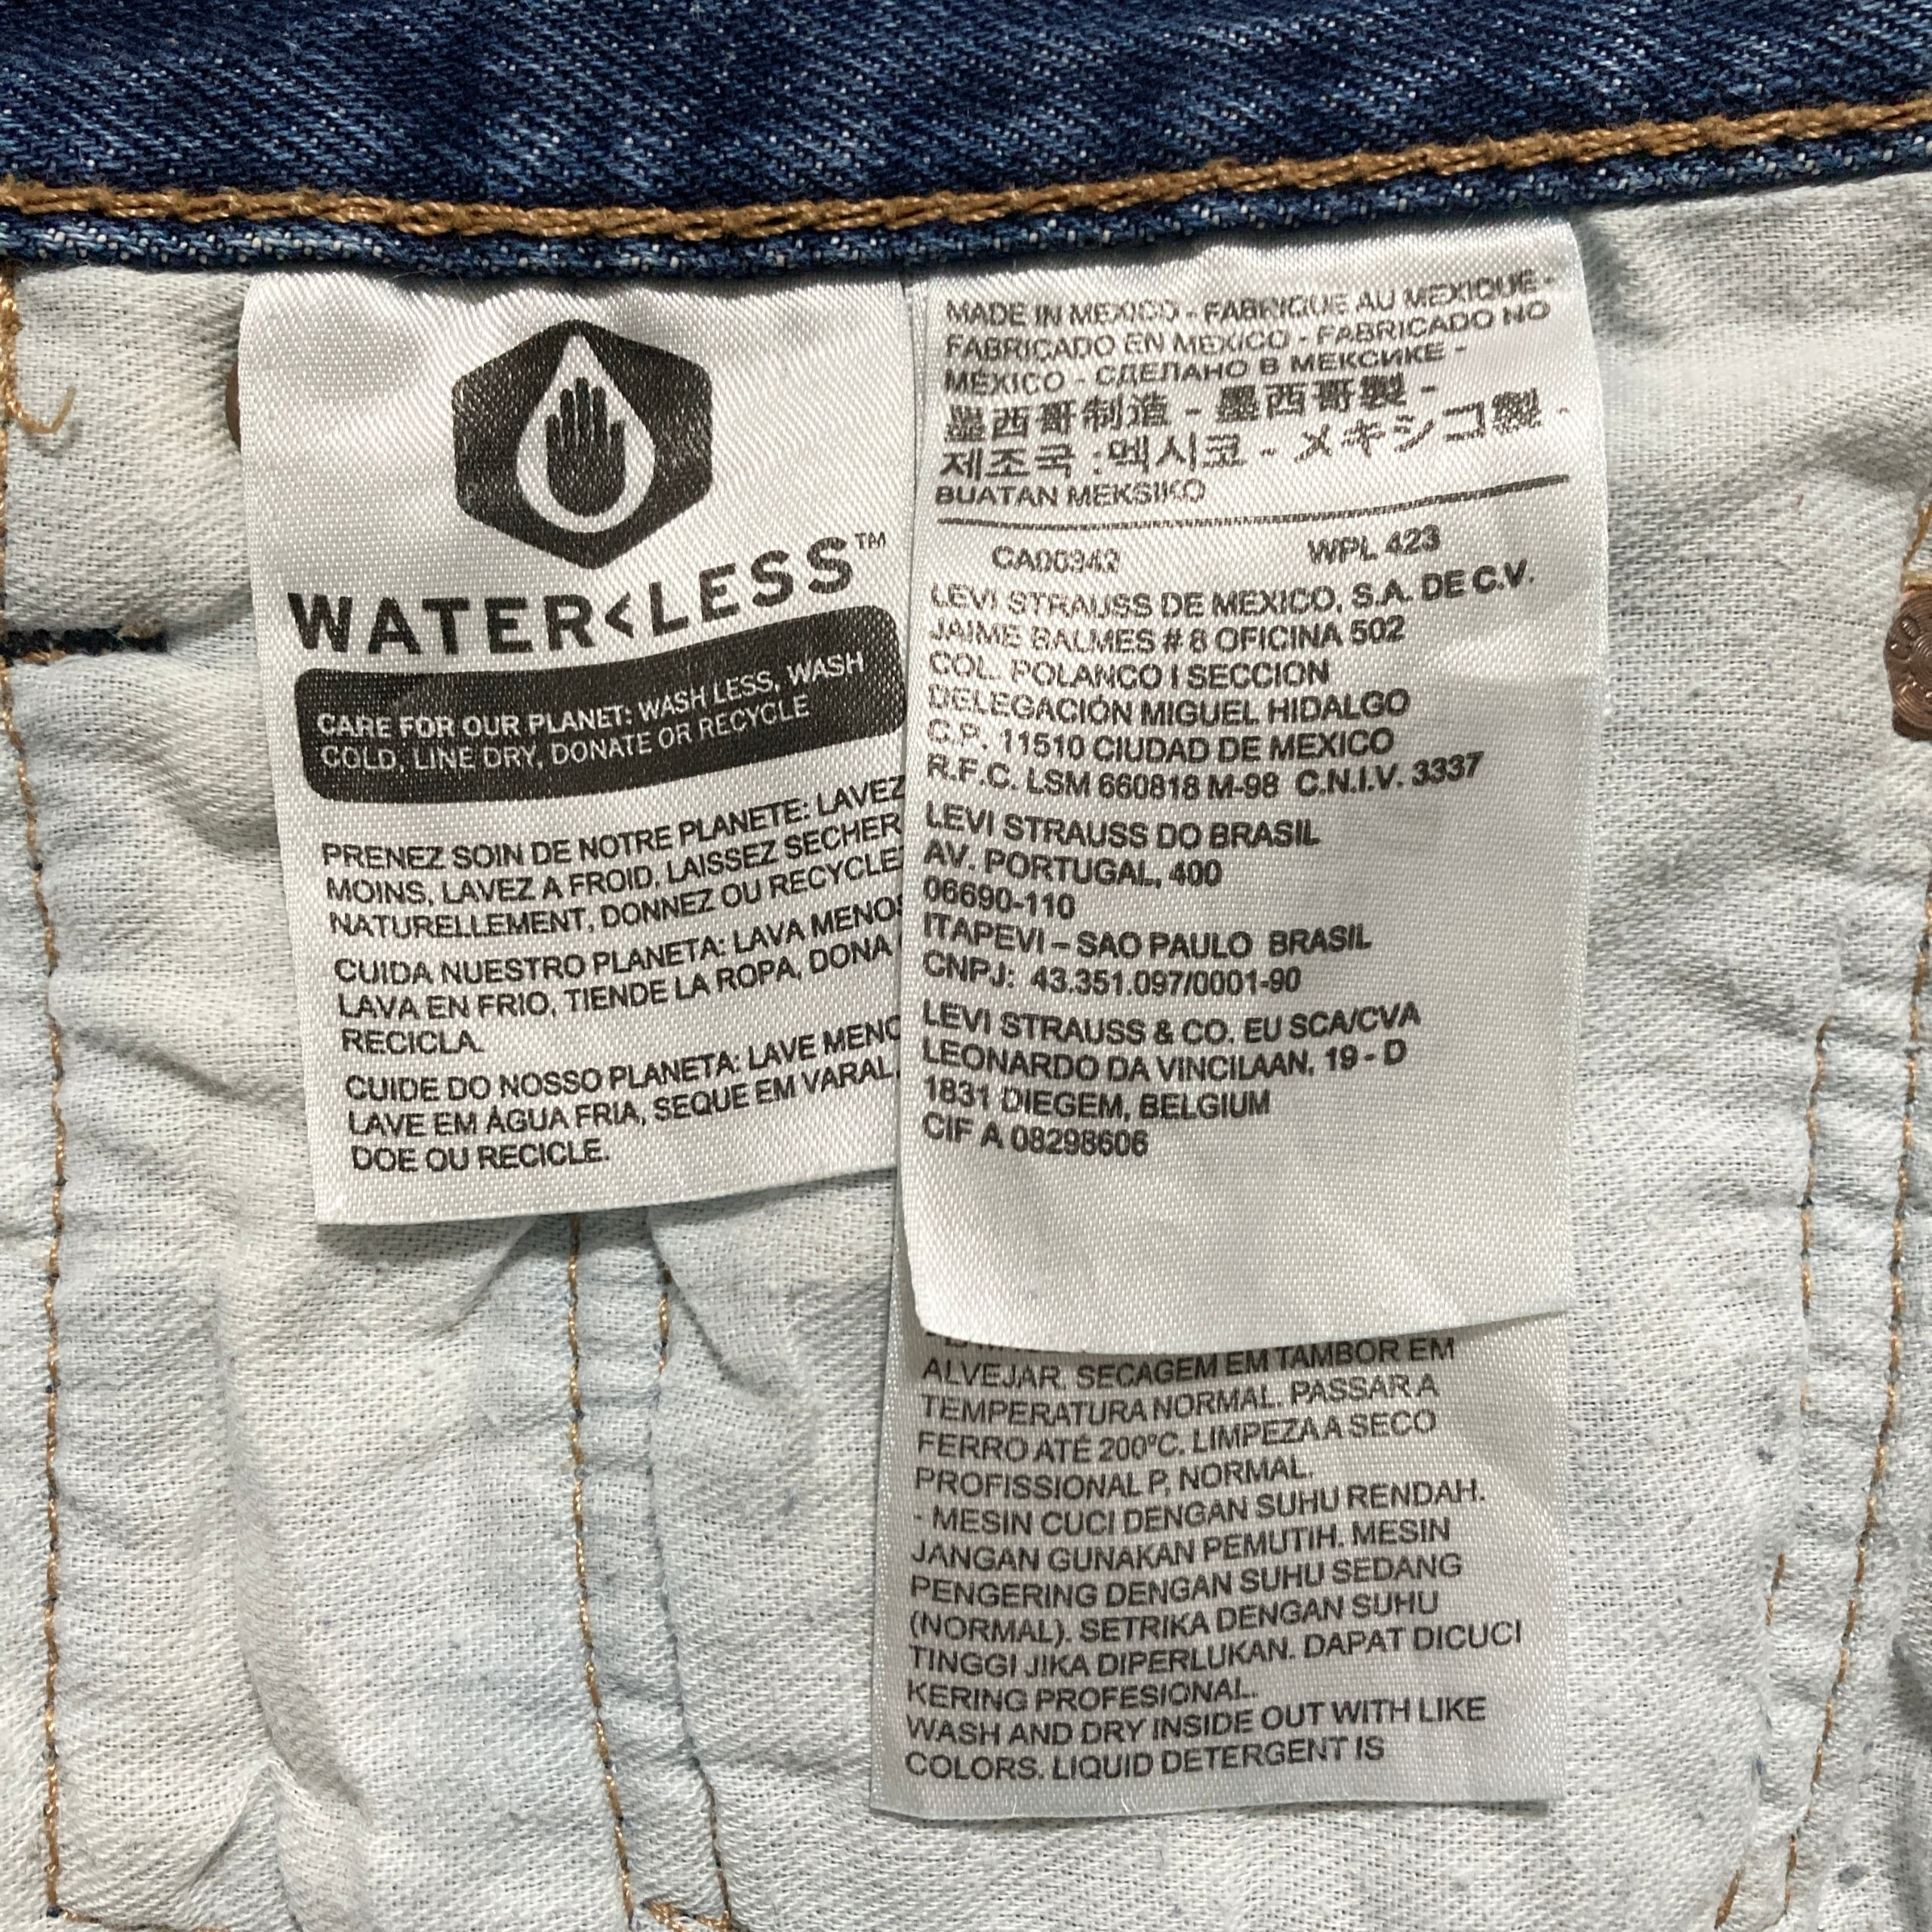 WATER<LESS™
CARE FOR OUR PLANET: WASH LESS, WASH
COLD, LINE DRY, DONATE OR RECYCLE
PRENEZ SOIN DE NOTRE PLANETE: LAVEZ
MOINS, LAVEZ A FROID, LAISSEZ SECHER
NATURELLEMENT, DONNEZ OU RECYCLE
CUIDA NUESTRO PLANETA: LAVA MENOS
LAVA EN FRIO, TIENDE LA ROPA, DONA
RECICLA.
CUIDE DO NOSSO PLANETA: LAVE MENO
LAVE EM ÁGUA FRIA, SEQUE EM VARAL,
DOE OU RECICLE.
MADE IN MEXICO - FABRIQUE AU MEXIQUE -
FABRICADO EN MEXICO - FABRICADO NO
MÉXICO - СДЕЛАНО В МЕКСИКЕ -
墨西哥制造 - 墨西哥製 -
제조국 :멕시코 - メキシコ製 -
BUATAN MEKSIKO
CA00342 WPL 423
LEVI STRAUSS DE MEXICO, S.A. DE C.V.
JAIME BALMES # 8 OFICINA 502
COL. POLANCO I SECCION
DELEGACIÓN MIGUEL HIDALGO
C.P. 11510 CIUDAD DE MEXICO
R.F.C. LSM 660818 M-98 C.N.I.V. 3337
LEVI STRAUSS DO BRASIL
AV. PORTUGAL, 400
06690-110
ITAPEVI – SAO PAULO BRASIL
CNPJ: 43.351.097/0001-90
LEVI STRAUSS & CO. EU SCA/CVA
LEONARDO DA VINCILAAN, 19 - D
1831 DIEGEM, BELGIUM
CIF A 08298606
ALVEJAR. SECAGEM EM TAMBOR EM
TEMPERATURA NORMAL. PASSAR A
FERRO ATÉ 200ºC. LIMPEZA A SECO
PROFISSIONAL P, NORMAL.
- MESIN CUCI DENGAN SUHU RENDAH.
JANGAN GUNAKAN PEMUTIH. MESIN
PENGERING DENGAN SUHU SEDANG
(NORMAL). SETRIKA DENGAN SUHU
TINGGI JIKA DIPERLUKAN. DAPAT DICUCI
KERING PROFESIONAL.
WASH AND DRY INSIDE OUT WITH LIKE
COLORS. LIQUID DETERGENT IS